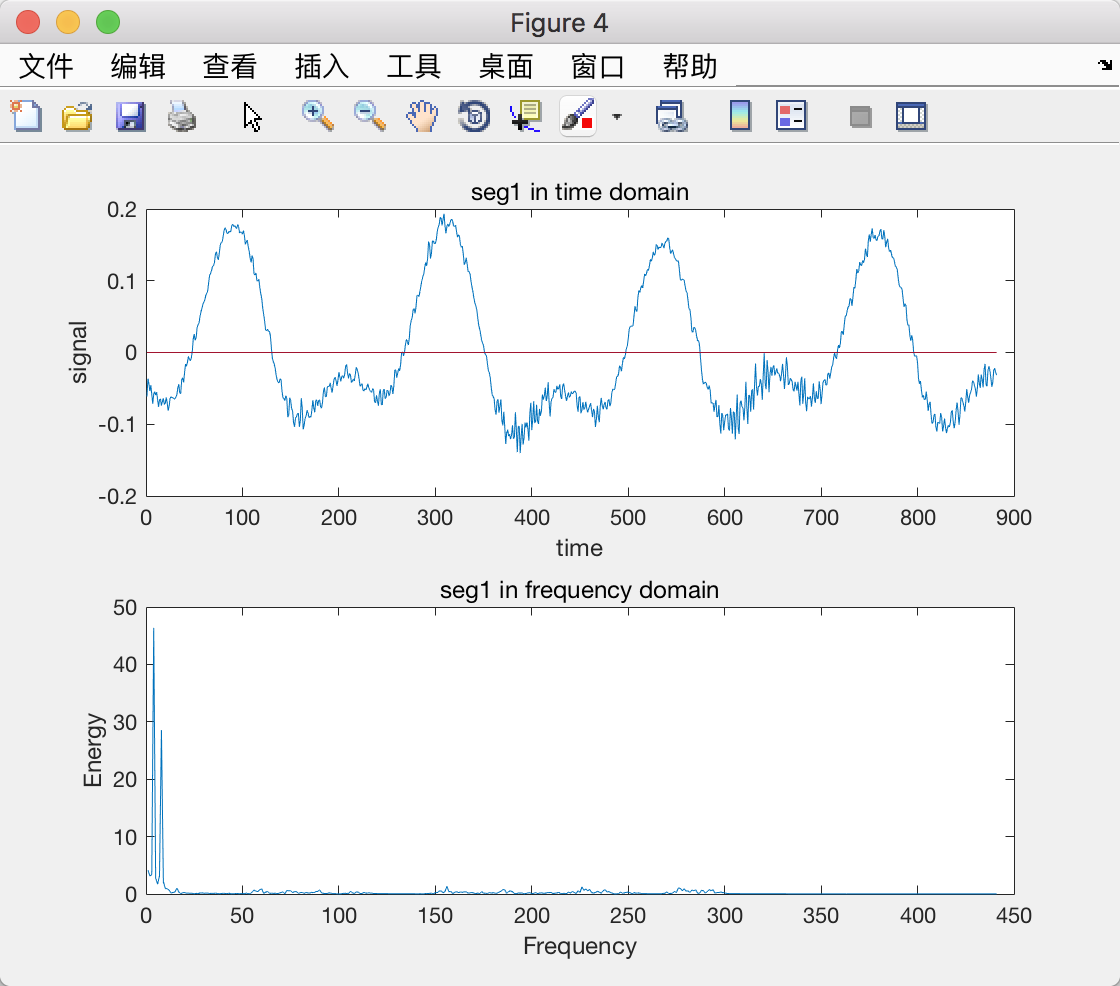 Figure 4
文件 编辑 查看 插入 工具 桌面 窗口 帮助
seg1 in time domain
0.2
0.1
0
-0.1
-0.2
signal
0 100 200 300 400 500 600 700 800 900
time
seg1 in frequency domain
50
40
30
20
10
0
Energy
0 50 100 150 200 250 300 350 400 450
Frequency